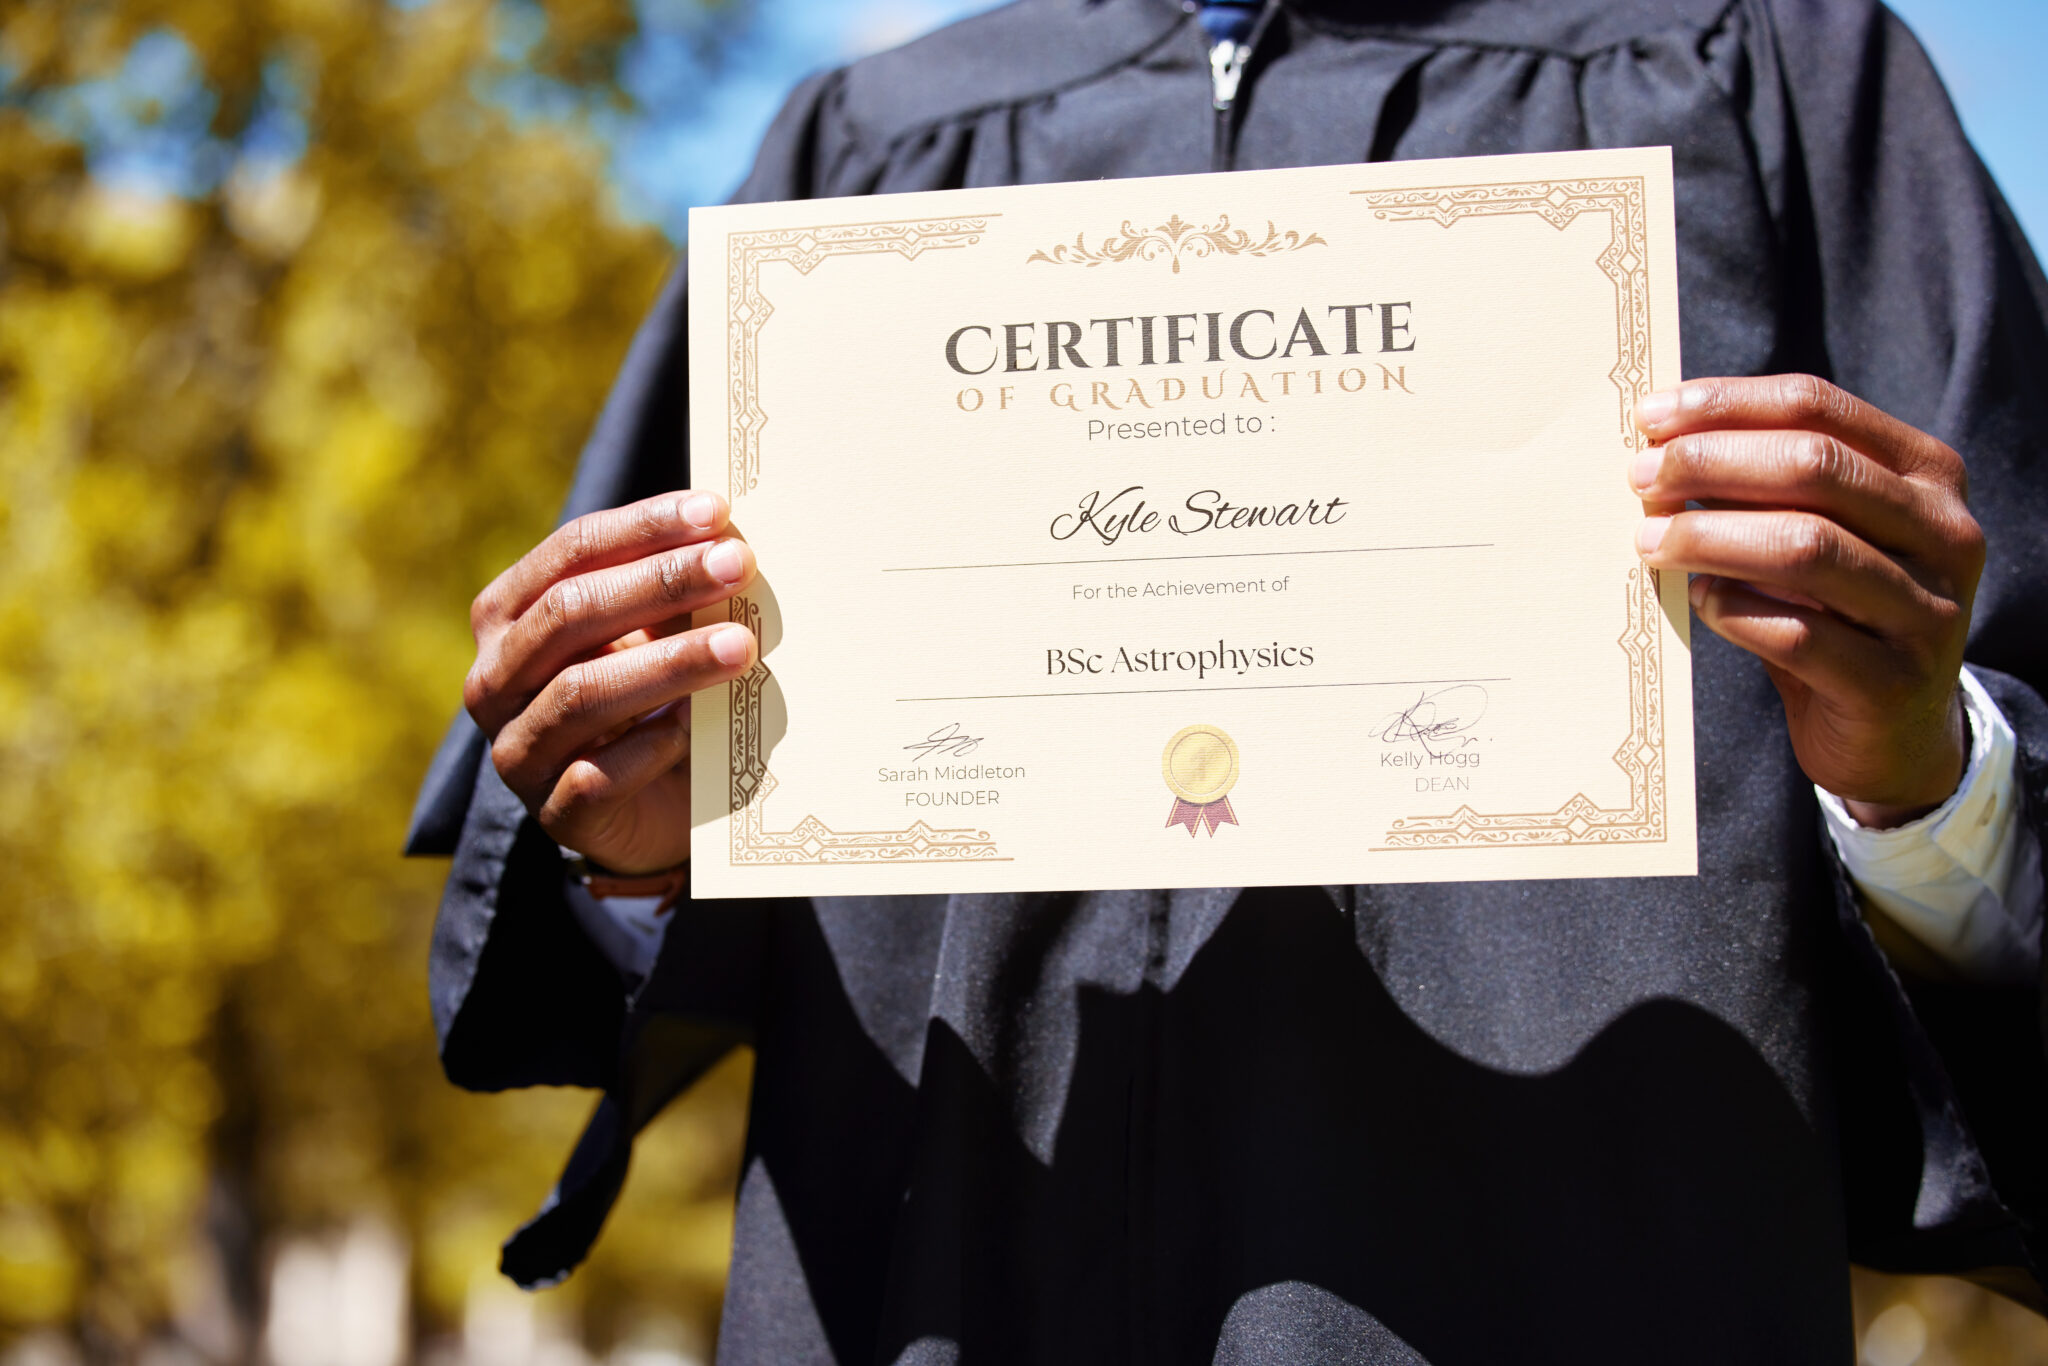 CERTIFICATE
OF GRADUATION
Presented to :
Kyle Stewart
For the Achievement of
BSc Astrophysics
Sarah Middleton
FOUNDER
Kelly Hogg
DEAN